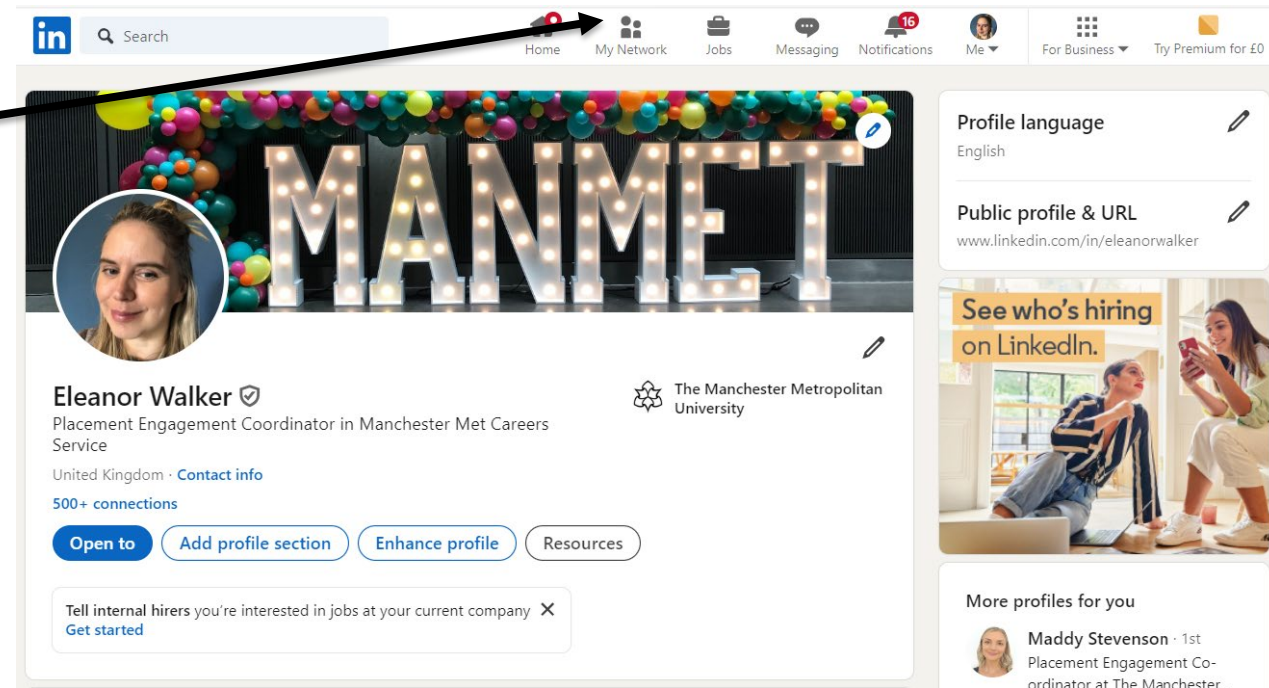 in
Search
Home
My Network
Jobs
Messaging
16
Notifications
Me
For Business
Try Premium for £0
MANMET
Eleanor Walker
Placement Engagement Coordinator in Manchester Met Careers
Service
United Kingdom · Contact info
500+ connections
The Manchester Metropolitan
University
Open to
Add profile section
Enhance profile
Resources
Tell internal hirers you're interested in jobs at your current company
Get started
Profile language
English
Public profile & URL
www.linkedin.com/in/eleanorwalker
See who's hiring
on LinkedIn.
More profiles for you
Maddy Stevenson · 1st
Placement Engagement Co-
ordinator at The Manchester